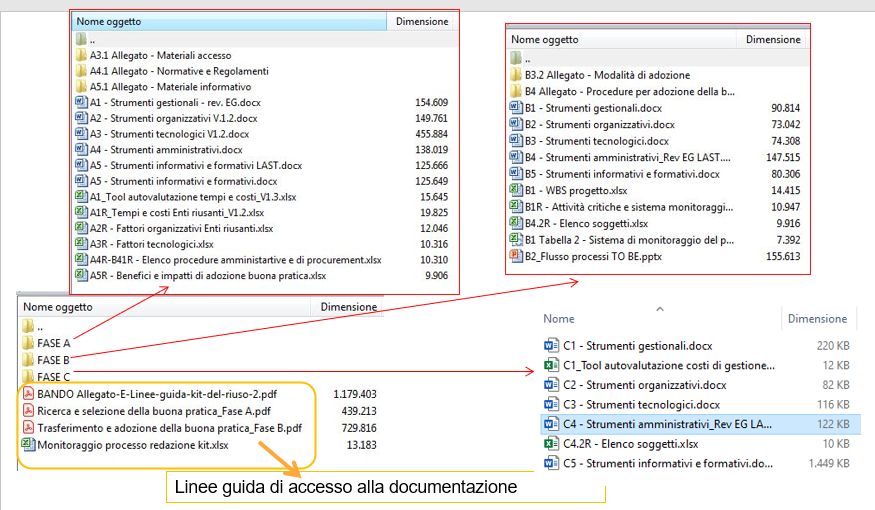 Nome oggetto Dimensione
..
A3.1 Allegato - Materiali accesso
A4.1 Allegato - Normative e Regolamenti
A5.1 Allegato - Materiale informativo
A1 - Strumenti gestionali - rev. EG.docx 154.609
A2 - Strumenti organizzativi V.1.2.docx 149.761
A3 - Strumenti tecnologici V1.2.docx 455.884
A4 - Strumenti amministrativi.docx 138.019
A5 - Strumenti informativi e formativi LAST.docx 125.666
A5 - Strumenti informativi e formativi.docx 125.649
A1_Tool autovalutazione tempi e costi_V1.3.xlsx 15.645
A1R_Tempi e costi Enti riusanti_V1.2.xlsx 19.825
A2R - Fattori organizzativi Enti riusanti.xlsx 12.046
A3R - Fattori tecnologici.xlsx 10.316
A4R-B41R - Elenco procedure amministartive e di procurement.xlsx 10.310
A5R - Benefici e impatti di adozione buona pratica.xlsx 9.906
Nome oggetto Dimensione
..
B3.2 Allegato - Modalità di adozione
B4 Allegato - Procedure per adozione della b...
B1 - Strumenti gestionali.docx 90.814
B2 - Strumenti organizzativi.docx 73.042
B3 - Strumenti tecnologici.docx 74.308
B4 - Strumenti amministrativi_Rev EG LAST.... 147.515
B5 - Strumenti informativi e formativi.docx 80.306
B1 - WBS progetto.xlsx 14.415
B1R - Attività critiche e sistema monitoraggi... 10.947
B4.2R - Elenco soggetti.xlsx 9.916
B1 Tabella 2 - Sistema di monitoraggio del p... 7.392
B2_Flusso processi TO BE.pptx 155.613
Nome oggetto Dimensione
..
FASE A
FASE B
FASE C
BANDO Allegato-E-Linee-guida-kit-del-riuso-2.pdf 1.179.403
Ricerca e selezione della buona pratica_Fase A.pdf 439.213
Trasferimento e adozione della buona pratica_Fase B.pdf 729.816
Monitoraggio processo redazione kit.xlsx 13.183
Nome Dimensione
C1 - Strumenti gestionali.docx 220 KB
C1_Tool autovalutazione costi di gestione... 12 KB
C2 - Strumenti organizzativi.docx 82 KB
C3 - Strumenti tecnologici.docx 116 KB
C4 - Strumenti amministrativi_Rev EG LA... 122 KB
C4.2R - Elenco soggetti.xlsx 10 KB
C5 - Strumenti informativi e formativi.do... 1.449 KB
Linee guida di accesso alla documentazione